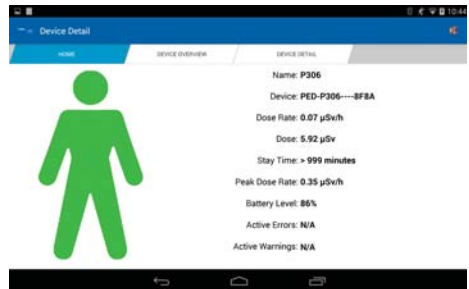 10:44
Device Detail
HOME
DEVICE OVERVIEW
DEVICE DETAIL
Name: P306
Device: PED-P306----8F8A
Dose Rate: 0.07 µSv/h
Dose: 5.92 µSv
Stay Time: > 999 minutes
Peak Dose Rate: 0.35 µSv/h
Battery Level: 86%
Active Errors: N/A
Active Warnings: N/A